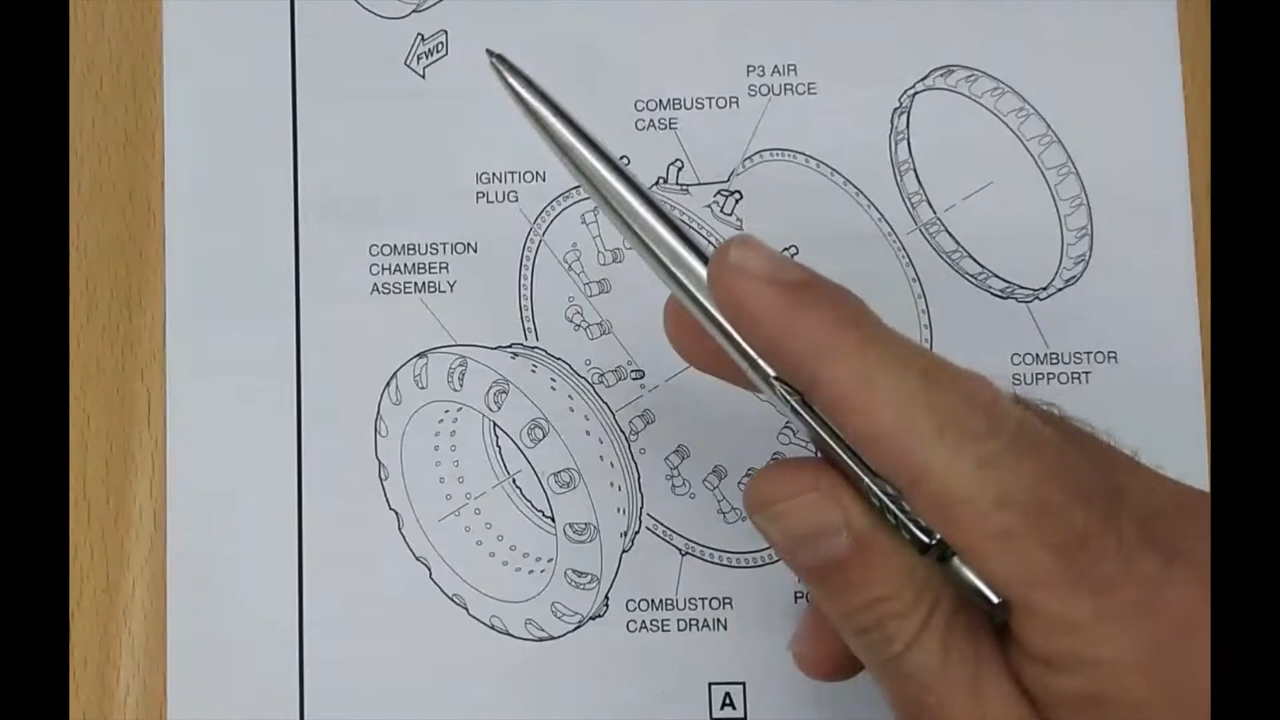 FWD
P3 AIR
SOURCE
COMBUSTOR
CASE
IGNITION
PLUG
COMBUSTION
CHAMBER
ASSEMBLY
COMBUSTOR
SUPPORT
COMBUSTOR
CASE DRAIN
A